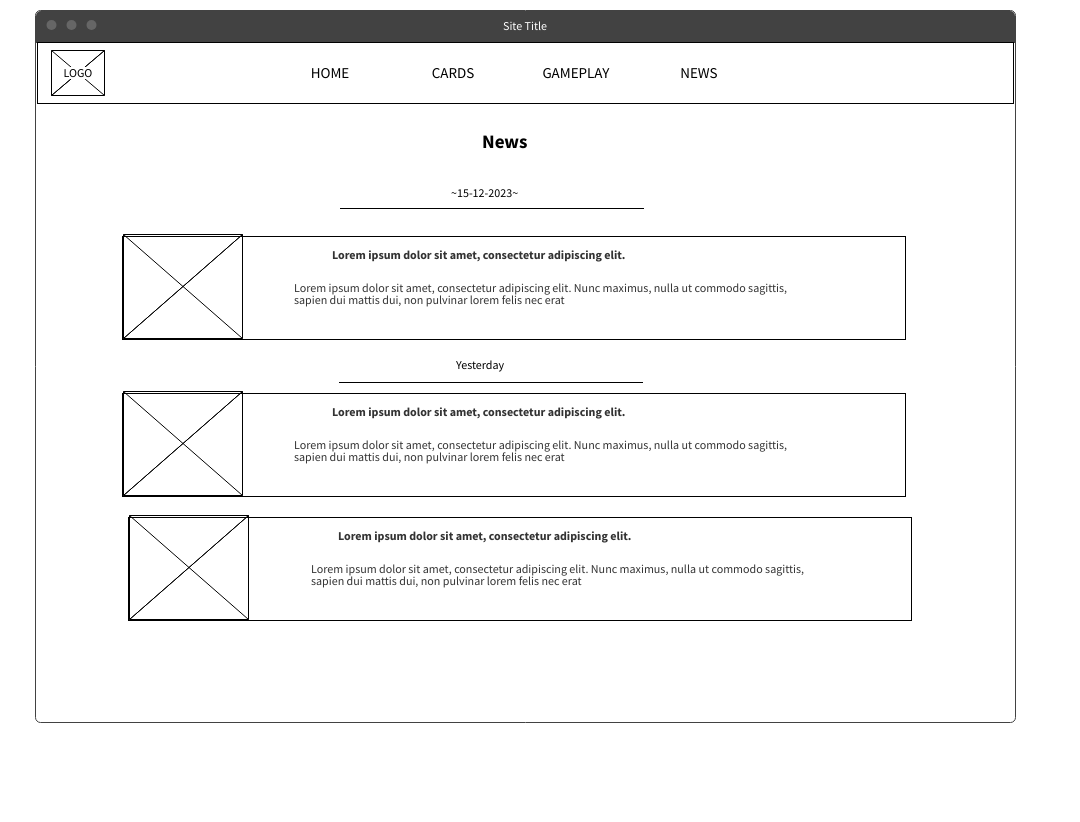 Site Title
LOGO
HOME
CARDS
GAMEPLAY
NEWS
News
~15-12-2023~
Lorem ipsum dolor sit amet, consectetur adipiscing elit.
Lorem ipsum dolor sit amet, consectetur adipiscing elit. Nunc maximus, nulla ut commodo sagittis,
sapien dui mattis dui, non pulvinar lorem felis nec erat
Yesterday
Lorem ipsum dolor sit amet, consectetur adipiscing elit.
Lorem ipsum dolor sit amet, consectetur adipiscing elit. Nunc maximus, nulla ut commodo sagittis,
sapien dui mattis dui, non pulvinar lorem felis nec erat
Lorem ipsum dolor sit amet, consectetur adipiscing elit.
Lorem ipsum dolor sit amet, consectetur adipiscing elit. Nunc maximus, nulla ut commodo sagittis,
sapien dui mattis dui, non pulvinar lorem felis nec erat